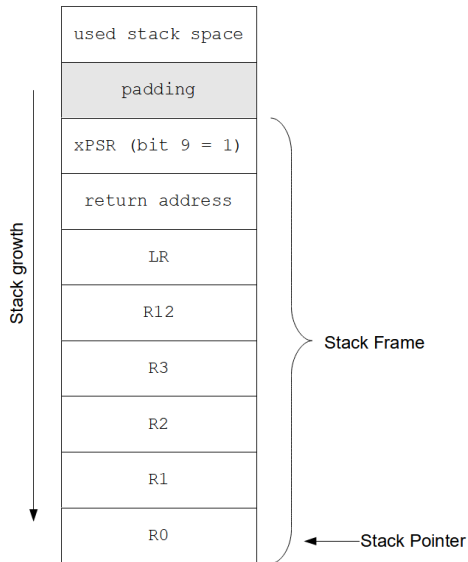 used stack space
padding
xPSR (bit 9 = 1)
return address
LR
R12
R3
R2
R1
R0
Stack growth
Stack Frame
Stack Pointer